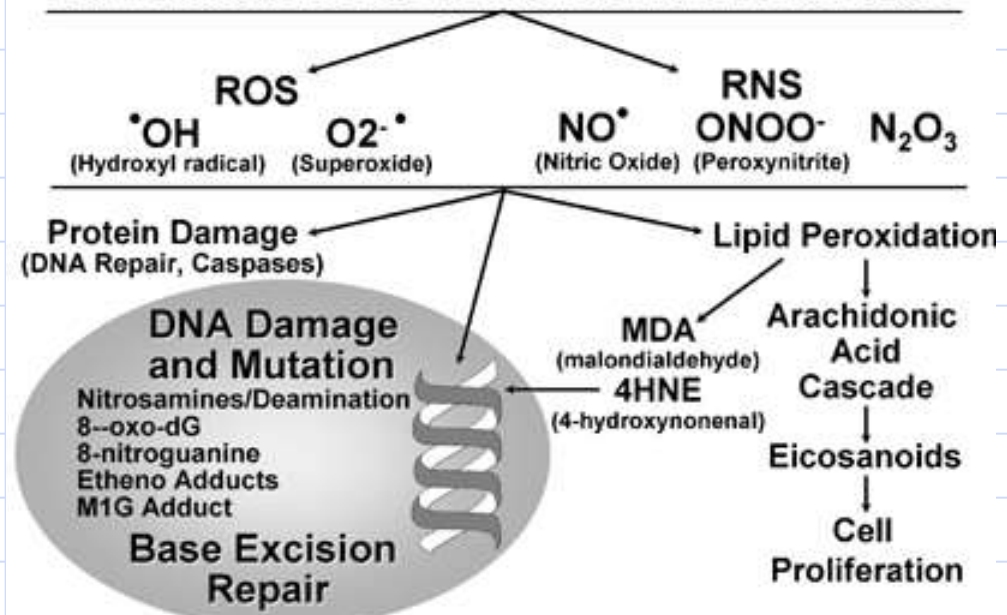 ROS
•OH
(Hydroxyl radical)
O2- •
(Superoxide)
RNS
NO•
(Nitric Oxide)
ONOO-
(Peroxynitrite)
N2O3
Protein Damage
(DNA Repair, Caspases)
Lipid Peroxidation
DNA Damage
and Mutation
Nitrosamines/Deamination
8--oxo-dG
8-nitroguanine
Etheno Adducts
M1G Adduct
Base Excision
Repair
MDA
(malondialdehyde)
4HNE
(4-hydroxynonenal)
Arachidonic
Acid
Cascade
Eicosanoids
Cell
Proliferation